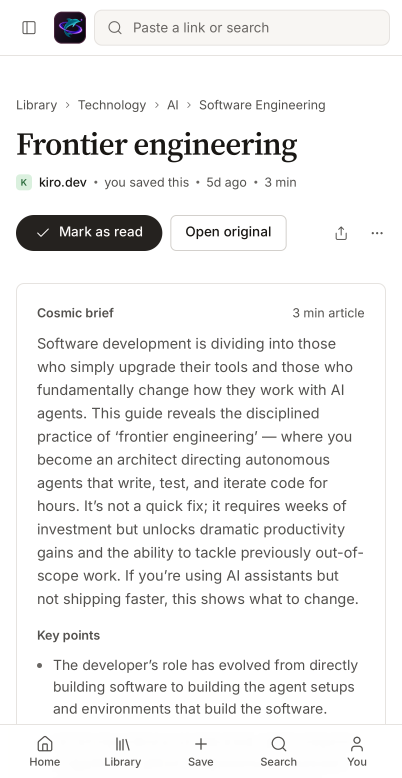 Paste a link or search
Library › Technology › AI › Software Engineering
Frontier engineering
K kiro.dev • you saved this • 5d ago • 3 min
Mark as read
Open original
Cosmic brief
3 min article
Software development is dividing into those
who simply upgrade their tools and those who
fundamentally change how they work with AI
agents. This guide reveals the disciplined
practice of ‘frontier engineering’ — where you
become an architect directing autonomous
agents that write, test, and iterate code for
hours. It’s not a quick fix; it requires weeks of
investment but unlocks dramatic productivity
gains and the ability to tackle previously out-of-
scope work. If you’re using AI assistants but
not shipping faster, this shows what to change.
Key points
• The developer’s role has evolved from directly
building software to building the agent setups
and environments that build the software.
Home
Library
Save
Search
You